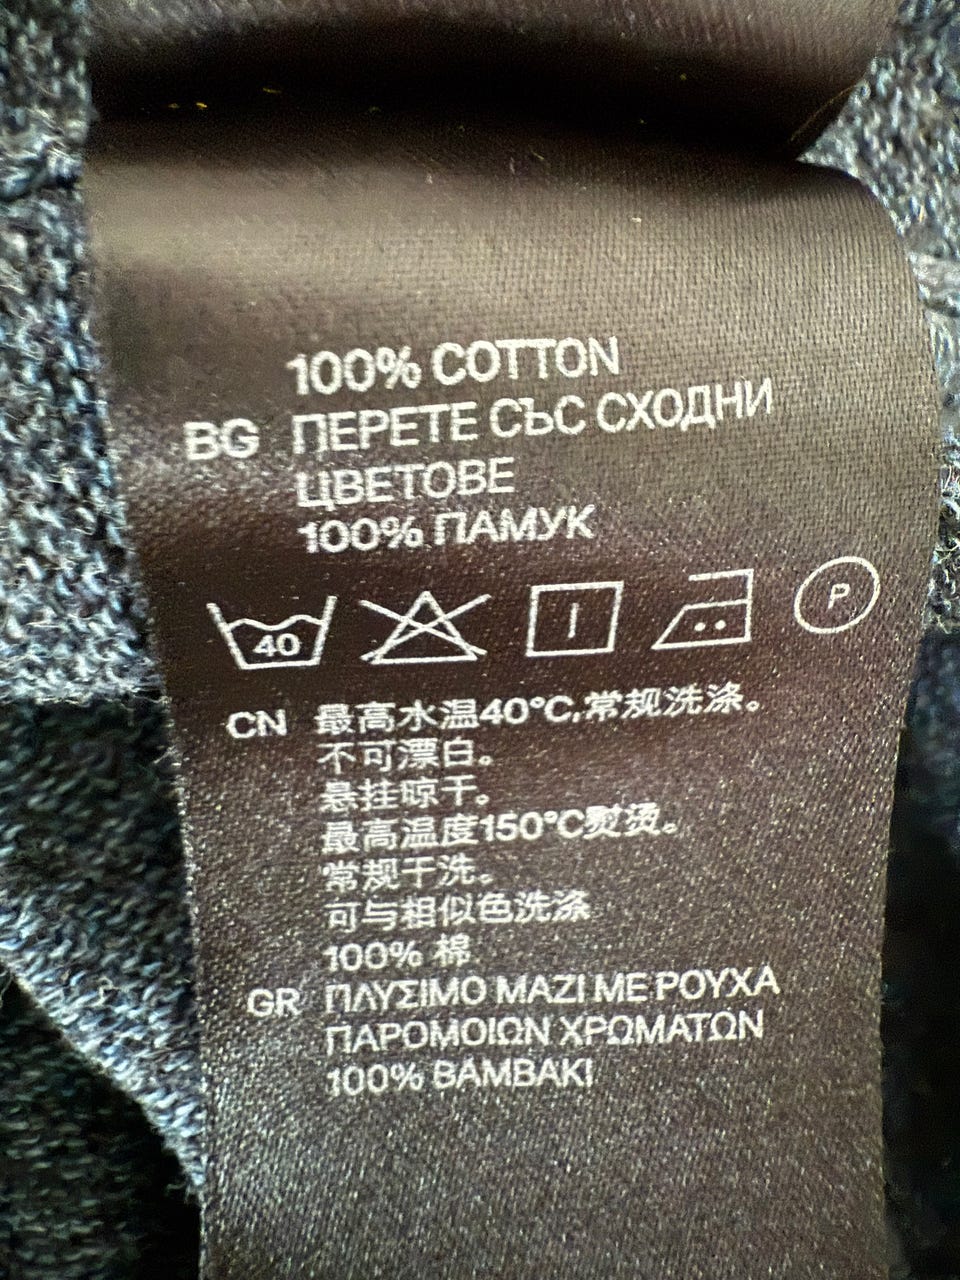 100% COTTON
BG ПЕРЕТЕ СЪС СХОДНИ
ЦВЕТОВЕ
100% ПАМУК
40 P
CN 最高水温40°C,常规洗涤。
不可漂白。
悬挂晾干。
最高温度150°C熨烫。
常规干洗。
可与相似色洗涤
100% 棉
GR ΠΛΥΣΙΜΟ ΜΑΖΙ ΜΕ ΡΟΥΧΑ
ΠΑΡΟΜΟΙΩΝ ΧΡΩΜΑΤΩΝ
100% ΒΑΜΒΑΚΙ